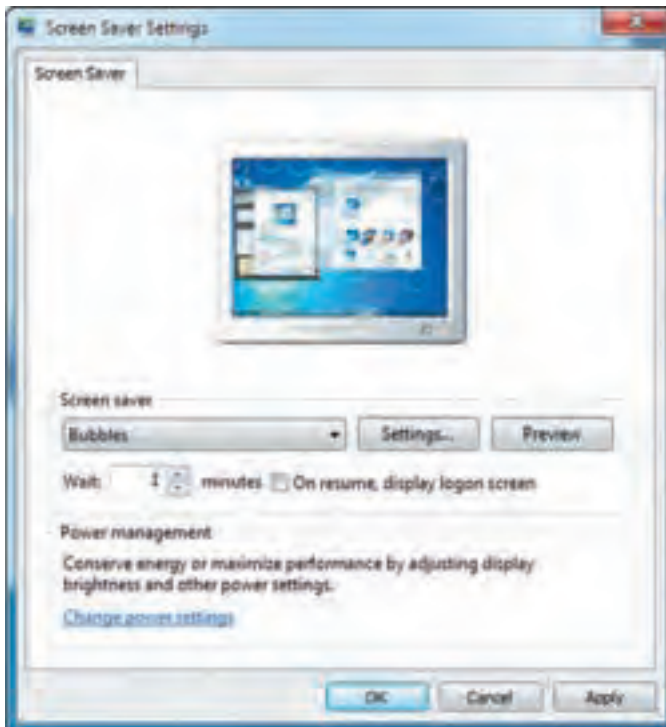 Screen Saver Settings
Screen Saver
Screen saver
Bubbles Settings... Preview
Wait: 1 minutes On resume, display logon screen
Power management
Conserve energy or maximize performance by adjusting display
brightness and other power settings.
Change power settings
OK Cancel Apply